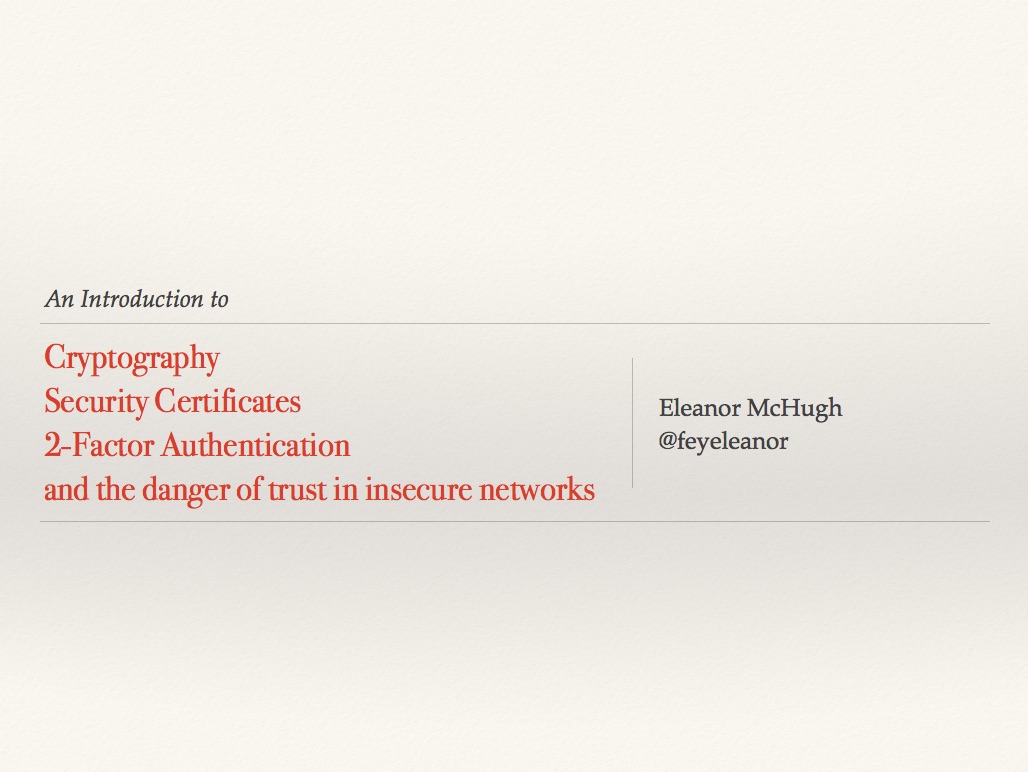 An Introduction to
Cryptography
Security Certificates
2-Factor Authentication
and the danger of trust in insecure networks
Eleanor McHugh
@feyeleanor